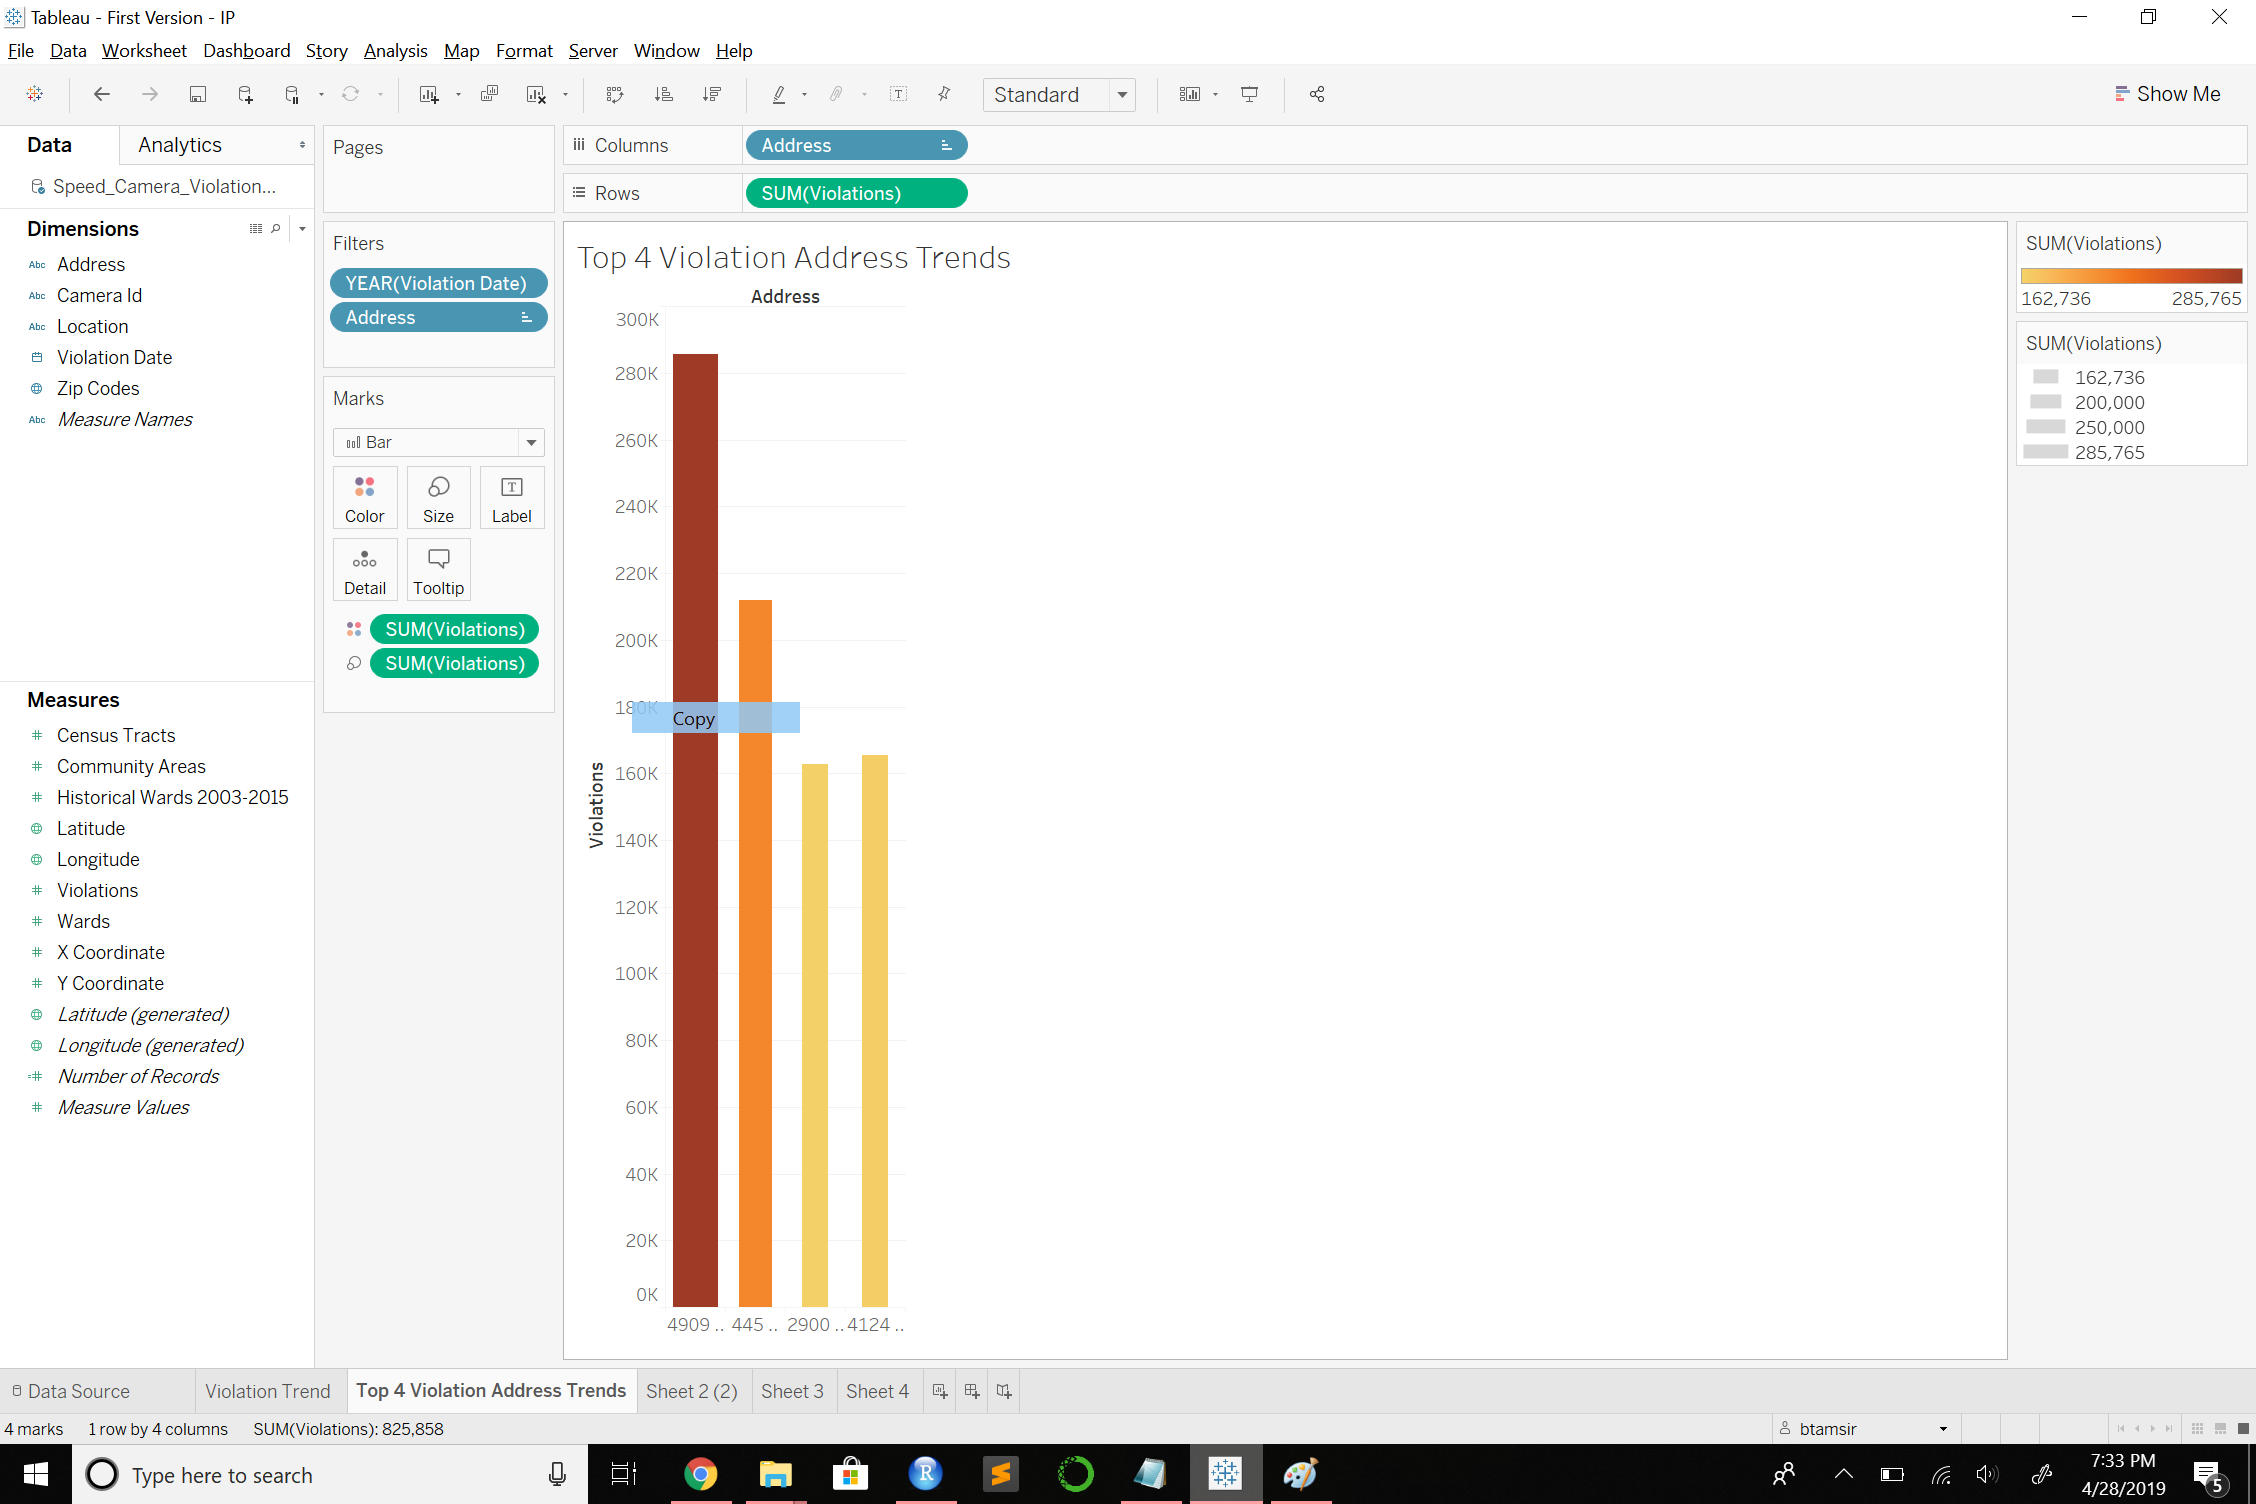 Tableau - First Version - IP
File Data Worksheet Dashboard Story Analysis Map Format Server Window Help
Standard
Show Me
Data Analytics
Speed_Camera_Violation...
Dimensions
Abc Address
Abc Camera Id
Abc Location
Violation Date
Zip Codes
Abc Measure Names
Measures
# Census Tracts
# Community Areas
# Historical Wards 2003-2015
Latitude
Longitude
# Violations
# Wards
# X Coordinate
# Y Coordinate
Latitude (generated)
Longitude (generated)
=# Number of Records
# Measure Values
Pages
Filters
YEAR(Violation Date)
Address
Marks
Bar
Color Size Label
Detail Tooltip
SUM(Violations)
SUM(Violations)
Columns Address
Rows SUM(Violations)
Top 4 Violation Address Trends
Address
300K
280K
260K
240K
220K
200K
180K
Copy
160K
140K
120K
100K
80K
60K
40K
20K
0K
Violations
4909 .. 445 .. 2900 .. 4124 ..
SUM(Violations)
162,736 285,765
SUM(Violations)
162,736
200,000
250,000
285,765
Data Source Violation Trend Top 4 Violation Address Trends Sheet 2 (2) Sheet 3 Sheet 4
4 marks 1 row by 4 columns SUM(Violations): 825,858 btamsir
Type here to search
R
7:33 PM
4/28/2019
5